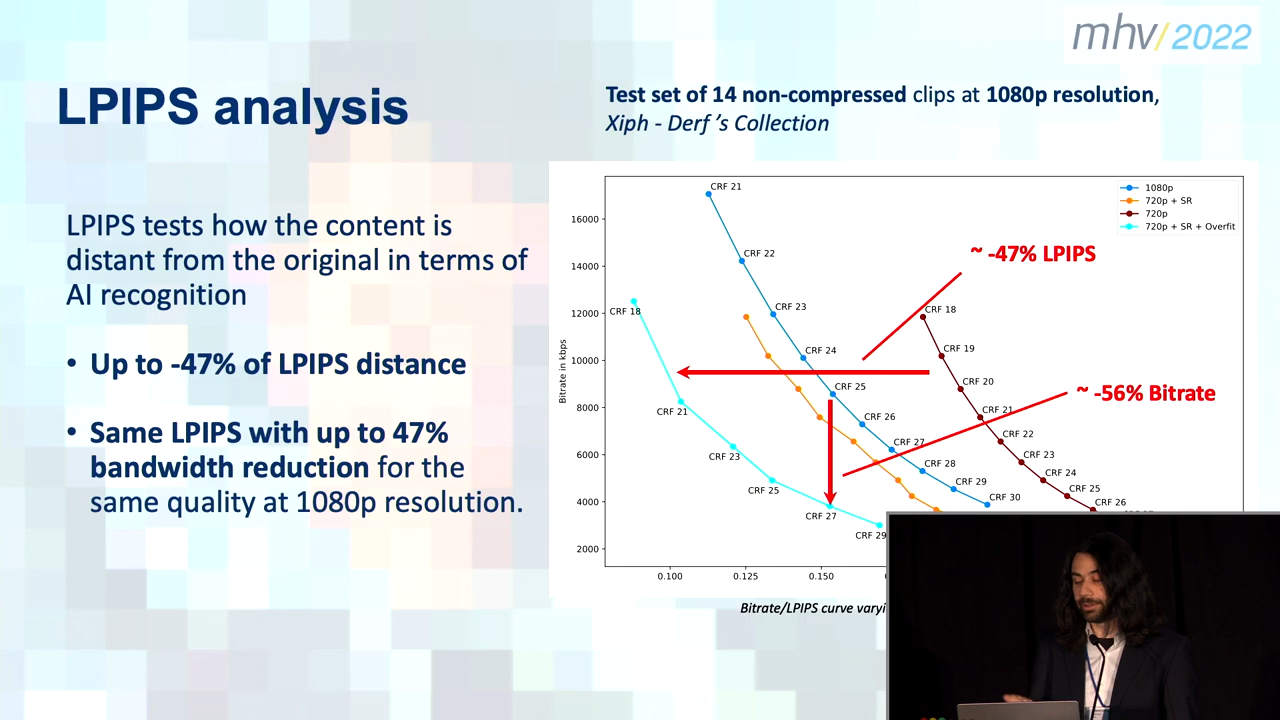 mhv/2022
LPIPS analysis
Test set of 14 non-compressed clips at 1080p resolution,
Xiph - Derf 's Collection
LPIPS tests how the content is
distant from the original in terms of
AI recognition
• Up to -47% of LPIPS distance
• Same LPIPS with up to 47%
bandwidth reduction for the
same quality at 1080p resolution.
CRF 21
1080p
720p + SR
720p
720p + SR + Overfit
16000
CRF 22
~ -47% LPIPS
14000
CRF 18
CRF 23
CRF 18
12000
CRF 24
CRF 19
10000
Bitrate in kbps
CRF 25
CRF 20
~ -56% Bitrate
8000
CRF 21
CRF 26
CRF 21
CRF 27
CRF 22
6000
CRF 23
CRF 28
CRF 23
CRF 25
CRF 29
CRF 24
CRF 30
CRF 25
4000
CRF 27
CRF 26
CRF 29
2000
0.100
0.125
0.150
Bitrate/LPIPS curve varyi